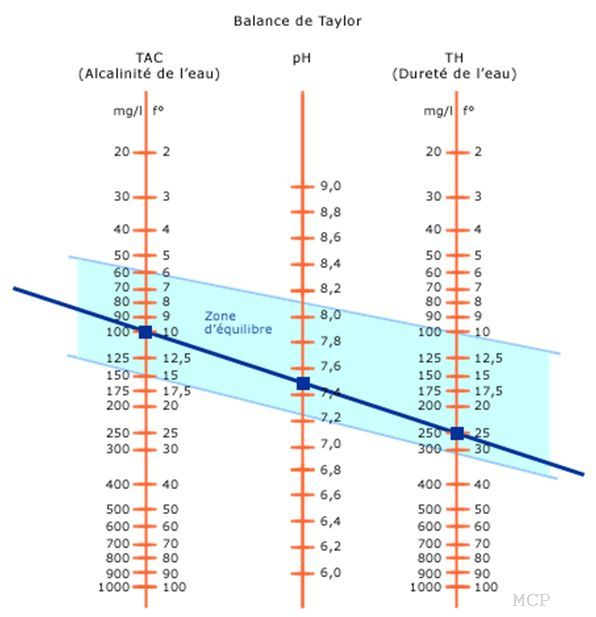 Balance de Taylor
TAC pH TH
(Alcalinité de l'eau) (Dureté de l'eau)
mg/l f° mg/l f°
20 2 20 2
9,0
30 3 30 3
8,8
40 4 8,6 40 4
50 5 8,4 50 5
60 6 60 6
70 7 8,2 70 7
80 8 80 8
90 9 Zone 8,0 90 9
100 10 d'équilibre 100 10
7,8
125 12,5 125 12,5
7,6
150 15 150 15
175 17,5 7,4 175 17,5
200 20 200 20
7,2
250 25 250 25
300 30 7,0 300 30
6,8
400 40 400 40
6,6
50 500 50
500
6,4
600 60 600 60
700 70 6,2 700 70
800 80 800 80
900 90 6,0 900 90
1000 100 1000 100
MCP